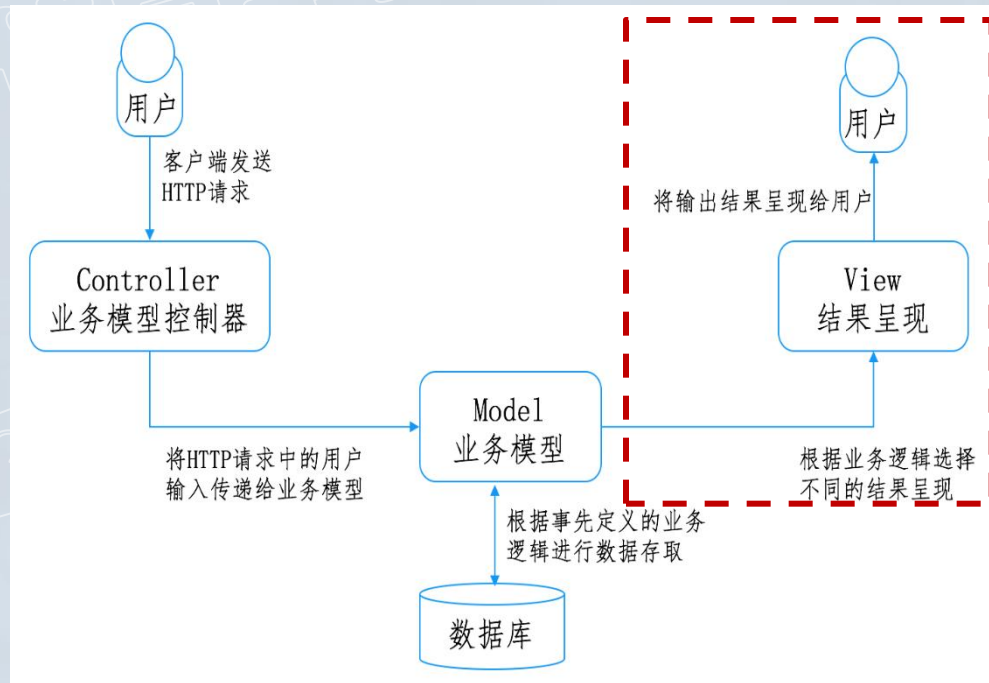 用户
客户端发送
HTTP请求
Controller
业务模型控制器
将HTTP请求中的用户
输入传递给业务模型
Model
业务模型
根据事先定义的业务
逻辑进行数据存取
数据库
用户
将输出结果呈现给用户
View
结果呈现
根据业务逻辑选择
不同的结果呈现